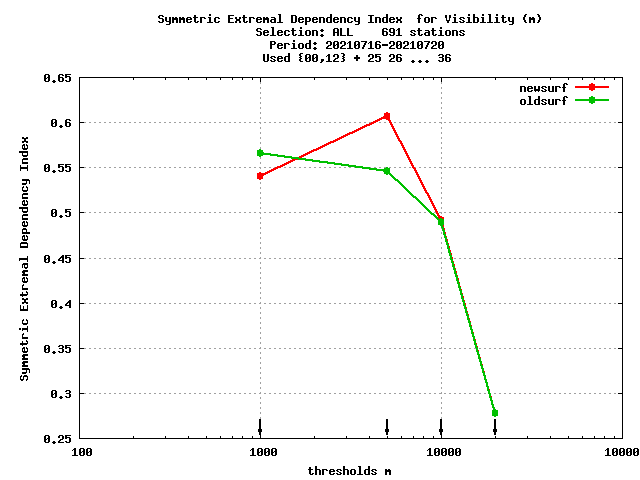 Symmetric Extremal Dependency Index  for Visibility (m)
Selection: ALL    691 stations
Period: 20210716-20210720
Used {00,12} + 25 26 ... 36
newsurf
oldsurf
Symmetric Extremal Dependency Index
0.65
0.6
0.55
0.5
0.45
0.4
0.35
0.3
0.25
100 1000 10000 10000
thresholds m